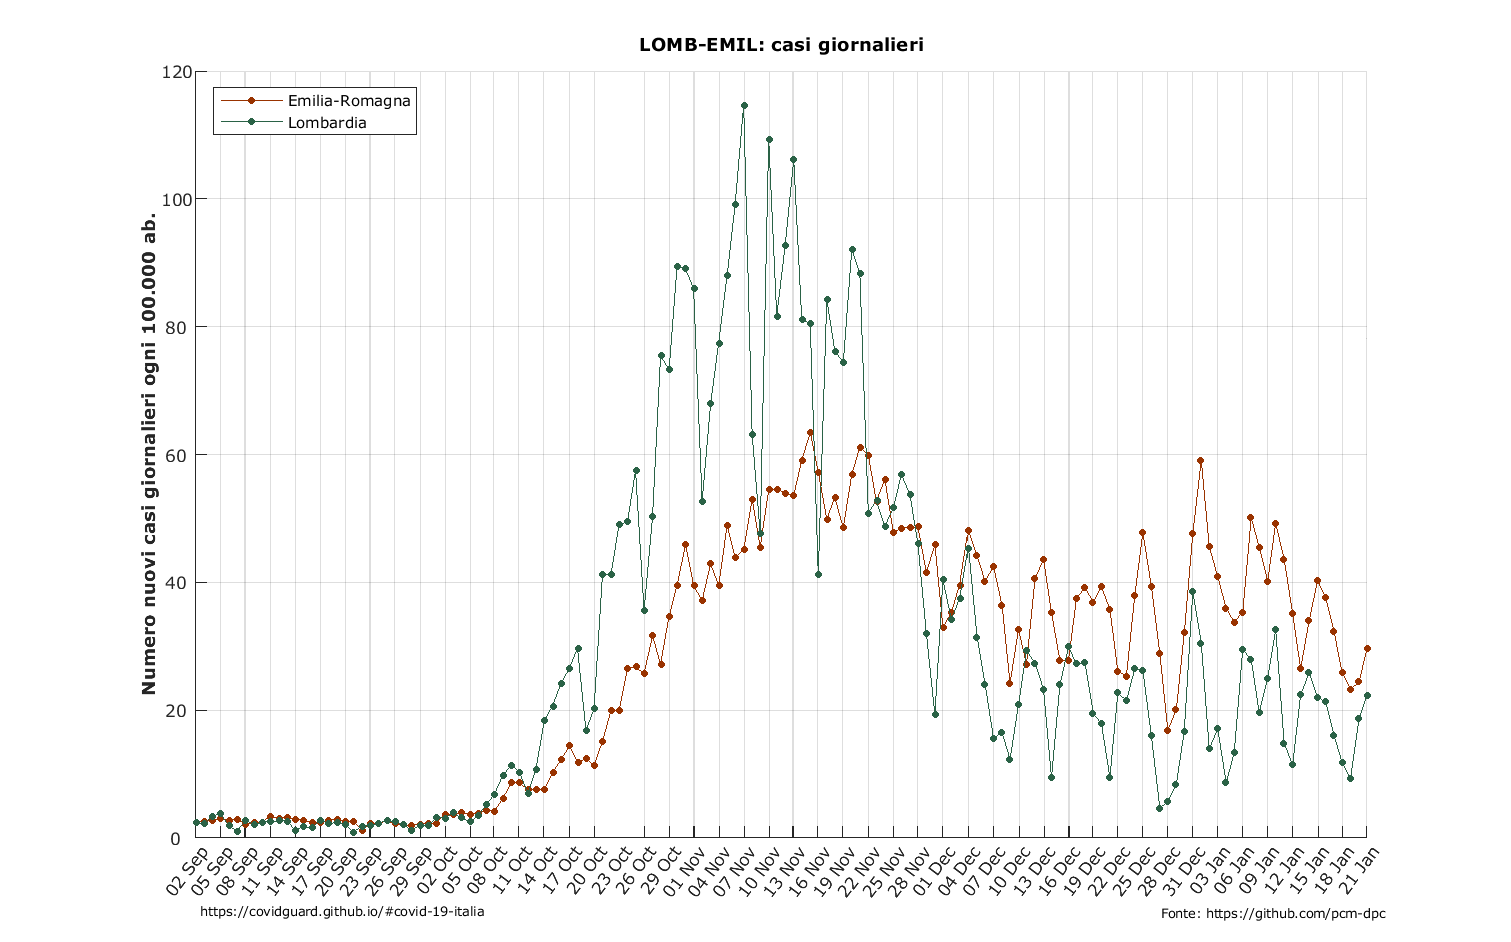 LOMB-EMIL: casi giornalieri
Numero nuovi casi giornalieri ogni 100.000 ab.
120
100
80
60
40
20
0
Emilia-Romagna
Lombardia
02 Sep
05 Sep
08 Sep
11 Sep
14 Sep
17 Sep
20 Sep
23 Sep
26 Sep
29 Sep
02 Oct
05 Oct
08 Oct
11 Oct
14 Oct
17 Oct
20 Oct
23 Oct
26 Oct
29 Oct
01 Nov
04 Nov
07 Nov
10 Nov
13 Nov
16 Nov
19 Nov
22 Nov
25 Nov
28 Nov
01 Dec
04 Dec
07 Dec
10 Dec
13 Dec
16 Dec
19 Dec
22 Dec
25 Dec
28 Dec
31 Dec
03 Jan
06 Jan
09 Jan
12 Jan
15 Jan
18 Jan
21 Jan
https://covidguard.github.io/#covid-19-italia
Fonte: https://github.com/pcm-dpc